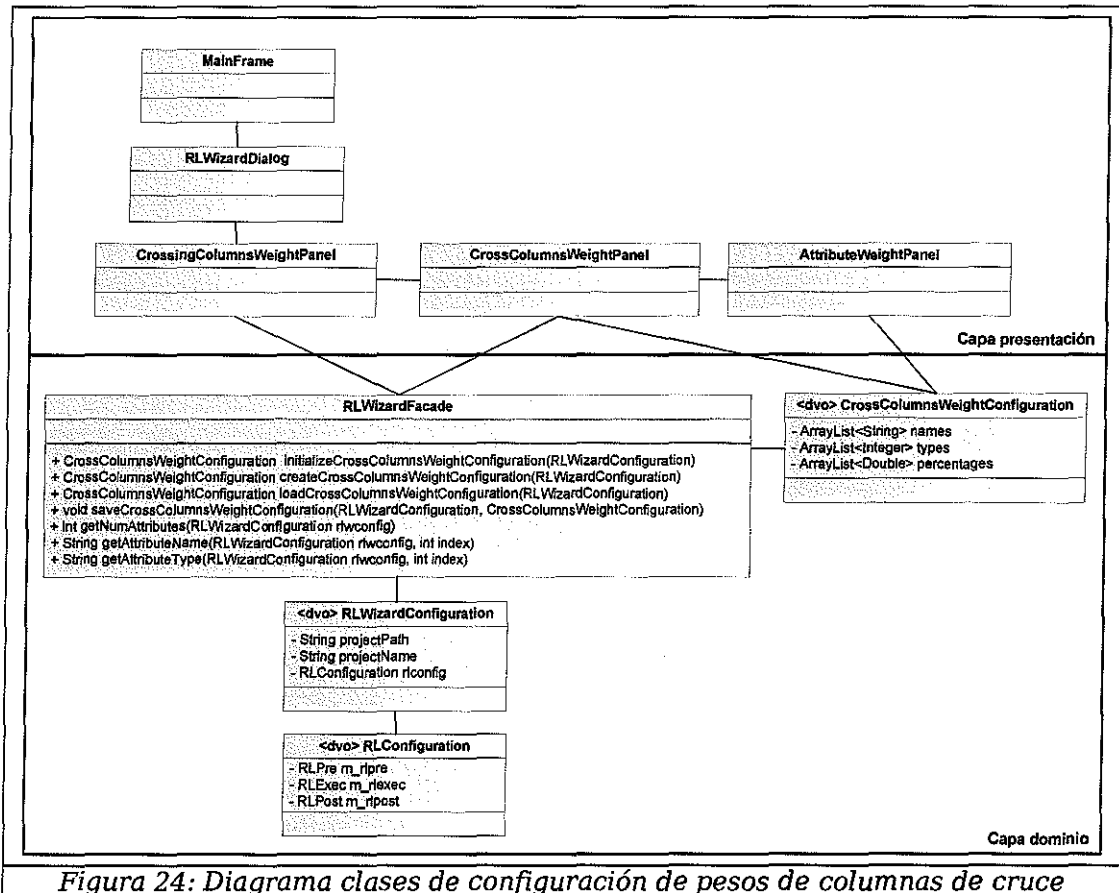 MainFrame
RLWizardDialog
CrossingColumnsWeightPanel
CrossColumnsWeightPanel
AttributeWeightPanel
Capa presentación
RLWizardFacade
+ CrossColumnsWeightConfiguration initializeCrossColumnsWeightConfiguration(RLWizardConfiguration)
+ CrossColumnsWeightConfiguration createCrossColumnsWeightConfiguration(RLWizardConfiguration)
+ CrossColumnsWeightConfiguration loadCrossColumnsWeightConfiguration(RLWizardConfiguration)
+ void saveCrossColumnsWeightConfiguration(RLWizardConfiguration, CrossColumnsWeightConfiguration)
+ Int getNumAttributes(RLWizardConfiguration rlwconfig)
+ String getAttributeName(RLWizardConfiguration rlwconfig, int index)
+ String getAttributeType(RLWizardConfiguration rlwconfig, int index)
<dvo> CrossColumnsWeightConfiguration
- ArrayList<String> names
- ArrayList<Integer> types
- ArrayList<Double> percentages
<dvo> RLWizardConfiguration
- String projectPath
- String projectName
- RLConfiguration rlconfig
<dvo> RLConfiguration
- RLPre m_rlpre
- RLExec m_rlexec
- RLPost m_rlpost
Capa dominio
Figura 24: Diagrama clases de configuración de pesos de columnas de cruce